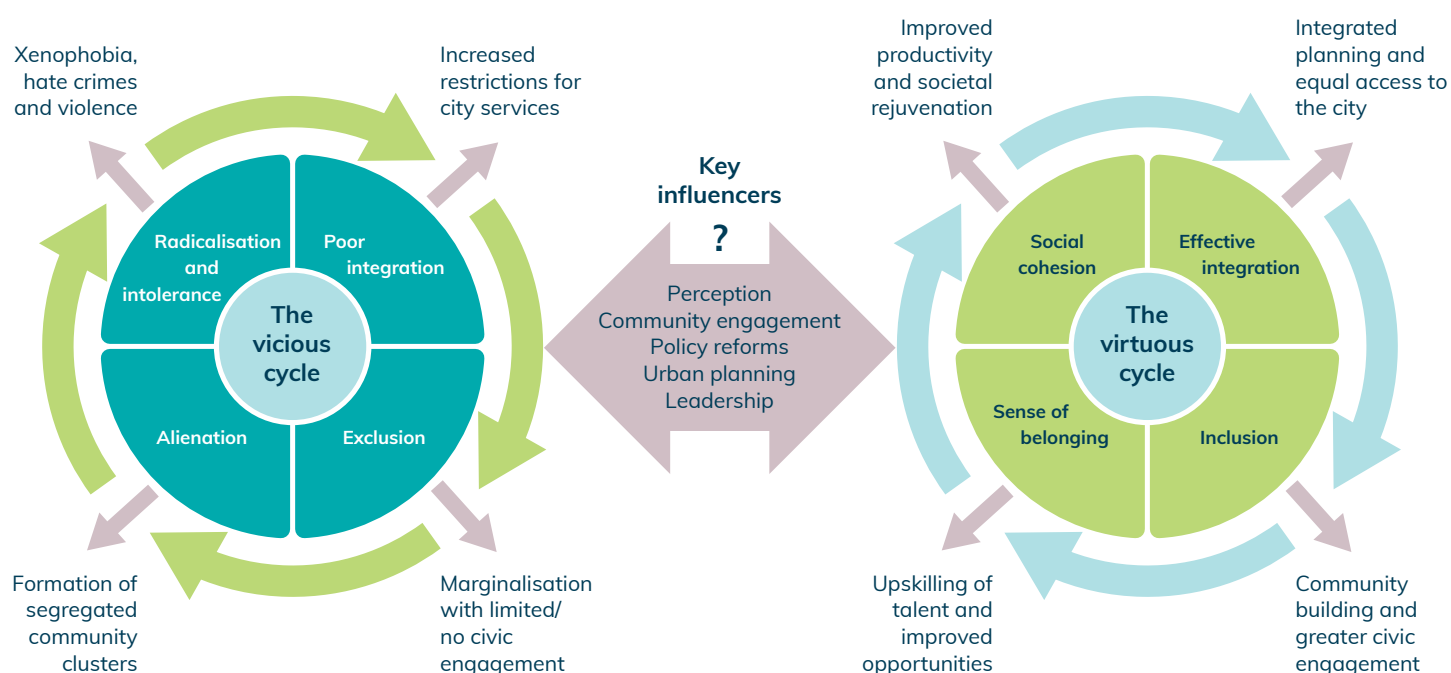 Xenophobia,
hate crimes
and violence
Increased
restrictions for
city services
Radicalisation
and
intolerance
Poor
integration
The
vicious
cycle
Alienation
Exclusion
Formation of
segregated
community
clusters
Marginalisation
with limited/
no civic
engagement
Key
influencers
?
Perception
Community engagement
Policy reforms
Urban planning
Leadership
Improved
productivity
and societal
rejuvenation
Integrated
planning and
equal access to
the city
Social
cohesion
Effective
integration
The
virtuous
cycle
Sense of
belonging
Inclusion
Upskilling of
talent and
improved
opportunities
Community
building and
greater civic
engagement